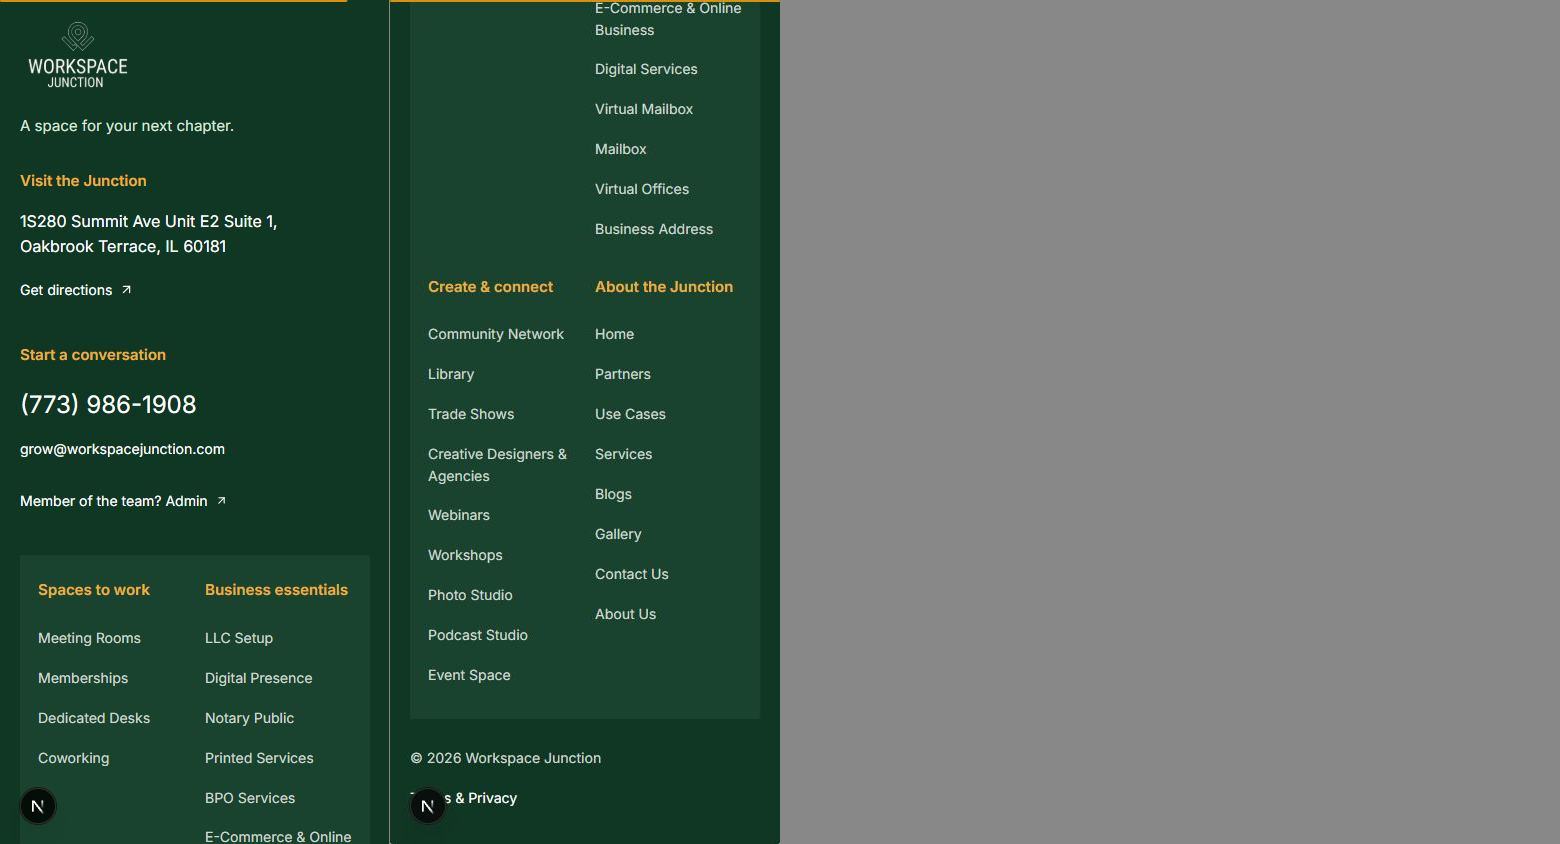 WORKSPACE
JUNCTION
A space for your next chapter.
Visit the Junction
1S280 Summit Ave Unit E2 Suite 1,
Oakbrook Terrace, IL 60181
Get directions
Start a conversation
(773) 986-1908
grow@workspacejunction.com
Member of the team? Admin
Spaces to work
Meeting Rooms
Memberships
Dedicated Desks
Coworking
Business essentials
LLC Setup
Digital Presence
Notary Public
Printed Services
BPO Services
E-Commerce & Online
N
E-Commerce & Online
Business
Digital Services
Virtual Mailbox
Mailbox
Virtual Offices
Business Address
Create & connect
Community Network
Library
Trade Shows
Creative Designers &
Agencies
Webinars
Workshops
Photo Studio
Podcast Studio
Event Space
About the Junction
Home
Partners
Use Cases
Services
Blogs
Gallery
Contact Us
About Us
© 2026 Workspace Junction
& Privacy
N